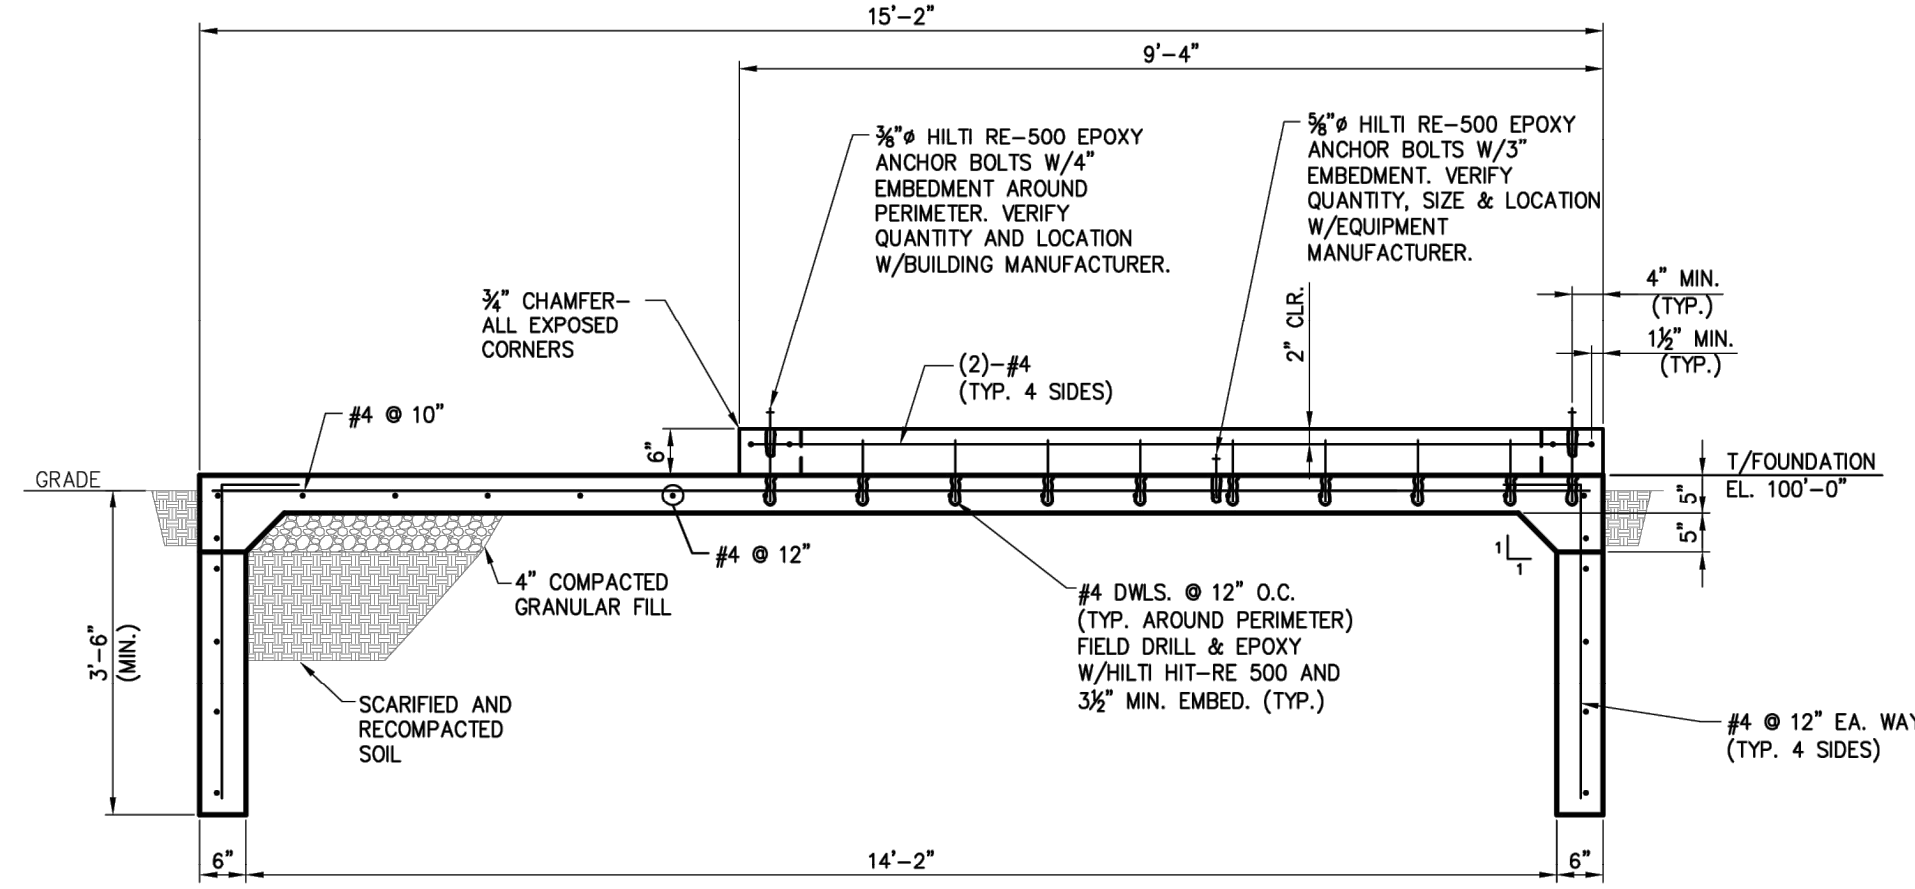 15'-2"
9'-4"
⅜"ø HILTI RE-500 EPOXY
ANCHOR BOLTS W/4"
EMBEDMENT AROUND
PERIMETER. VERIFY
QUANTITY AND LOCATION
W/BUILDING MANUFACTURER.
⅝"ø HILTI RE-500 EPOXY
ANCHOR BOLTS W/3"
EMBEDMENT. VERIFY
QUANTITY, SIZE & LOCATION
W/EQUIPMENT
MANUFACTURER.
4" MIN.
(TYP.)
1½" MIN.
(TYP.)
¾" CHAMFER-
ALL EXPOSED
CORNERS
2" CLR.
(2)-#4
(TYP. 4 SIDES)
#4 @ 10"
6"
GRADE
T/FOUNDATION
EL. 100'-0"
5"
5"
#4 @ 12"
1
1
4" COMPACTED
GRANULAR FILL
#4 DWLS. @ 12" O.C.
(TYP. AROUND PERIMETER)
FIELD DRILL & EPOXY
W/HILTI HIT-RE 500 AND
3½" MIN. EMBED. (TYP.)
3'-6"
(MIN.)
SCARIFIED AND
RECOMPACTED
SOIL
#4 @ 12" EA. WAY
(TYP. 4 SIDES)
6"
14'-2"
6"